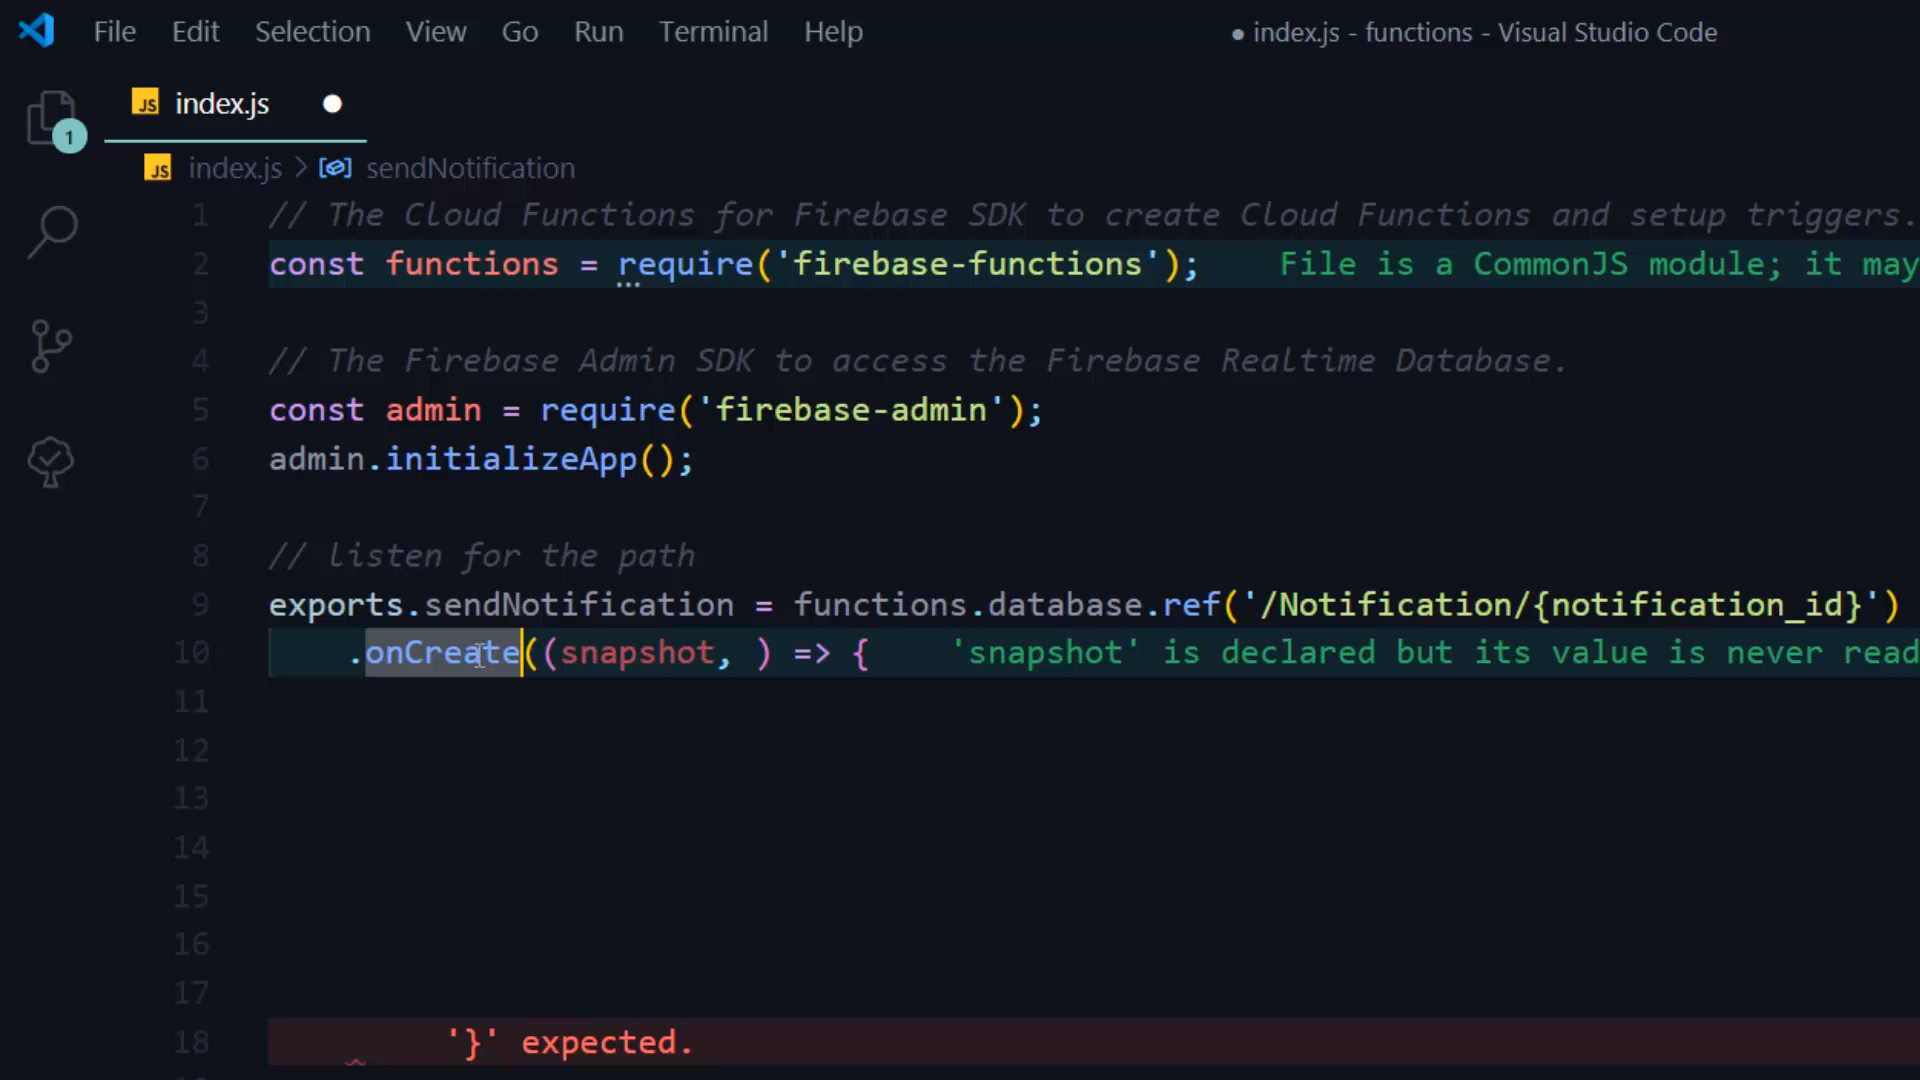 File Edit Selection View Go Run Terminal Help ● index.js - functions - Visual Studio Code
JS index.js
1
JS index.js > sendNotification
1 // The Cloud Functions for Firebase SDK to create Cloud Functions and setup triggers.
2 const functions = require('firebase-functions'); File is a CommonJS module; it may
3
4 // The Firebase Admin SDK to access the Firebase Realtime Database.
5 const admin = require('firebase-admin');
6 admin.initializeApp();
7
8 // listen for the path
9 exports.sendNotification = functions.database.ref('/Notification/{notification_id}')
10 .onCreate((snapshot, ) => { 'snapshot' is declared but its value is never read
11
12
13
14
15
16
17
18 '}' expected.